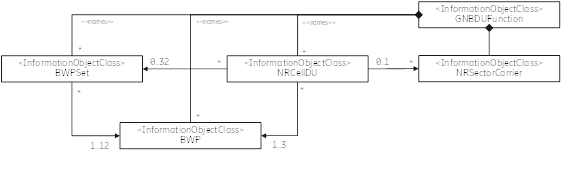 <InformationObjectClass>
GNBDUFunction
<<names>> <<names>> <<names>>
* *
<InformationObjectClass>
BWPSet
0..32 *
<InformationObjectClass>
NRCellDU
0.1 *
<InformationObjectClass>
NRSectorCarrier
* * *
<InformationObjectClass>
BWP
1..12 1..3